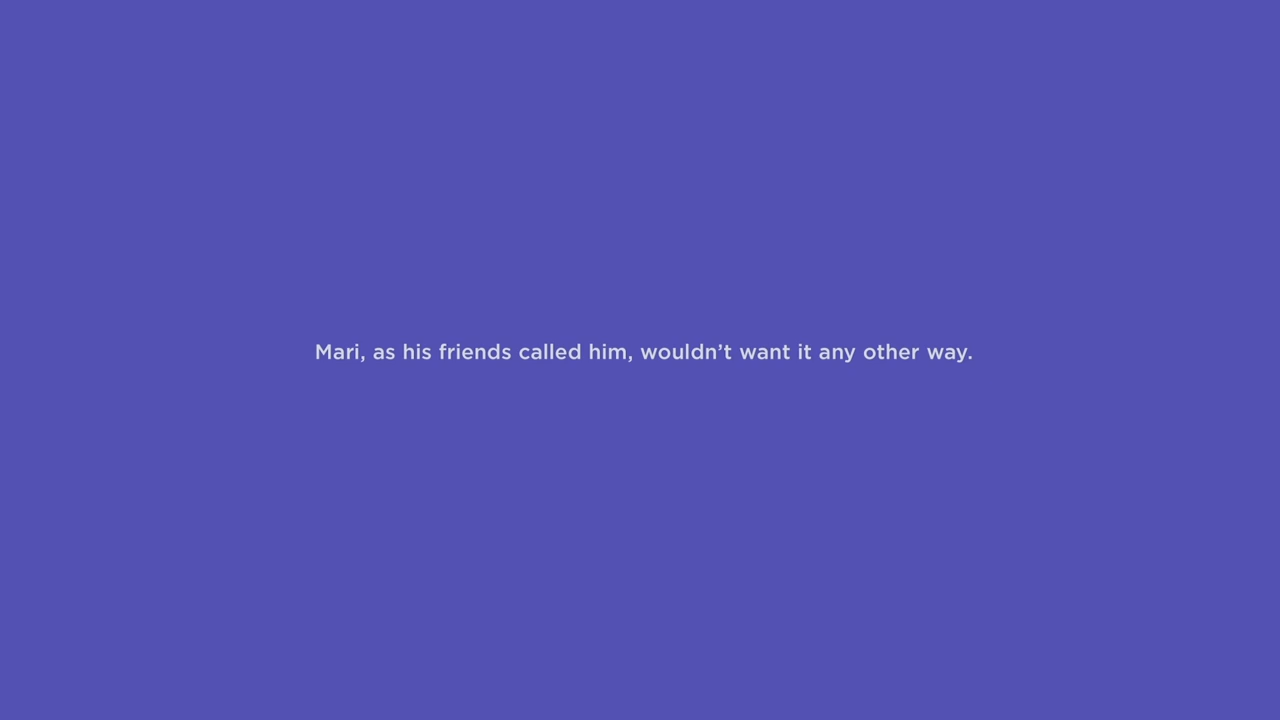 Mari, as his friends called him, wouldn’t want it any other way.